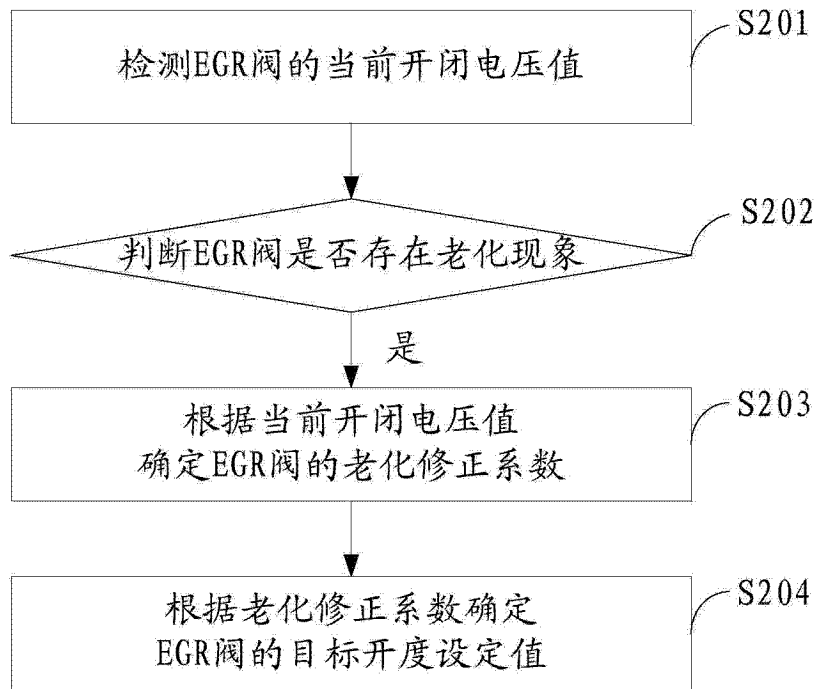 S201
检测EGR阀的当前开闭电压值
S202
判断EGR阀是否存在老化现象
是
S203
根据当前开闭电压值
确定EGR阀的老化修正系数
S204
根据老化修正系数确定
EGR阀的目标开度设定值